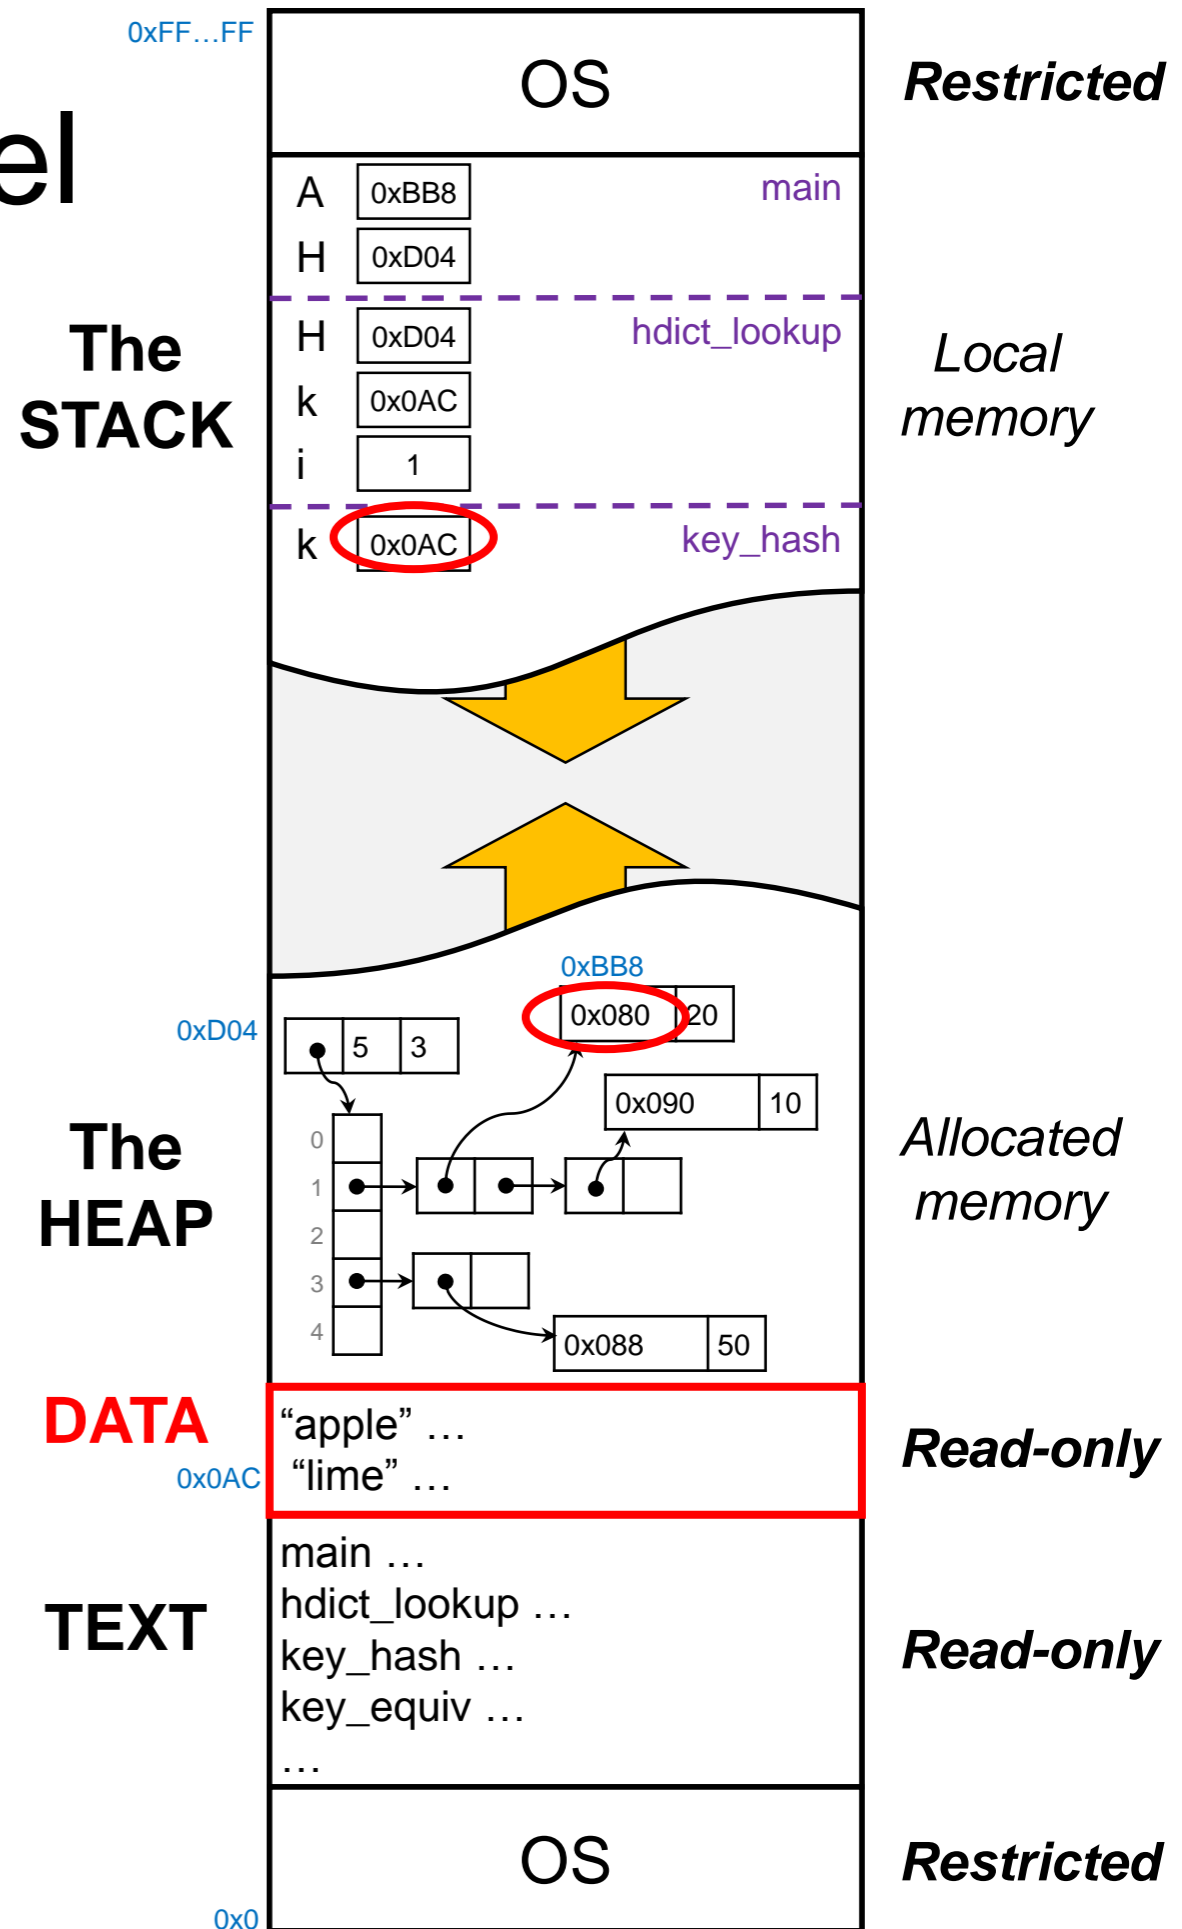 0xFF…FF
OS
Restricted
el
A 0xBB8 main
H 0xD04
The
STACK
H 0xD04 hdict_lookup
k 0x0AC
i 1
Local
memory
k 0x0AC key_hash
0xBB8
0x080 20
0xD04
5 3
0x090 10
The
HEAP
0
1
2
3
4
Allocated
memory
0x088 50
DATA
0x0AC
“apple” …
“lime” …
Read-only
TEXT
main …
hdict_lookup …
key_hash …
key_equiv …
…
Read-only
OS
Restricted
0x0